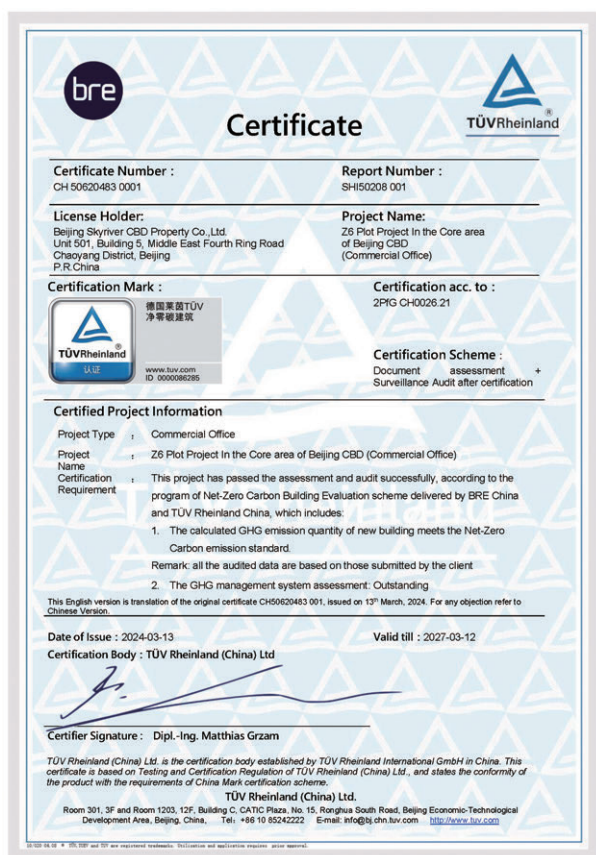 bre
TÜVRheinland
®
Certificate
Certificate Number :
CH 50620483 0001
Report Number :
SHI50208 001
License Holder:
Beijing Skyriver CBD Property Co.,Ltd.
Unit 501, Building 5, Middle East Fourth Ring Road
Chaoyang District, Beijing
P.R.China
Project Name:
Z6 Plot Project In the Core area
of Beijing CBD
(Commercial Office)
Certification Mark :
TÜVRheinland
®
认证
德国莱茵TÜV
净零碳建筑
www.tuv.com
ID 0000086285
Certification acc. to :
2PfG CH0026.21
Certification Scheme :
Document assessment +
Surveillance Audit after certification
Certified Project Information
Project Type : Commercial Office
Project Name : Z6 Plot Project In the Core area of Beijing CBD (Commercial Office)
Certification Requirement : This project has passed the assessment and audit successfully, according to the
program of Net-Zero Carbon Building Evaluation scheme delivered by BRE China
and TÜV Rheinland China, which includes:
1. The calculated GHG emission quantity of new building meets the Net-Zero
Carbon emission standard.
Remark: all the audited data are based on those submitted by the client
2. The GHG management system assessment: Outstanding
This English version is translation of the original certificate CH50620483 001, issued on 13th March, 2024. For any objection refer to
Chinese Version.
Date of Issue : 2024-03-13
Valid till : 2027-03-12
Certification Body : TÜV Rheinland (China) Ltd
Certifier Signature : Dipl.-Ing. Matthias Grzam
TÜV Rheinland (China) Ltd. is the certification body established by TÜV Rheinland International GmbH in China. This
certificate is based on Testing and Certification Regulation of TÜV Rheinland (China) Ltd., and states the conformity of
the product with the requirements of China Mark certification scheme.
TÜV Rheinland (China) Ltd.
Room 301, 3F and Room 1203, 12F, Building C, CATIC Plaza, No. 15, Ronghua South Road, Beijing Economic-Technological
Development Area, Beijing, China, Tel: +86 10 85242222 E-mail: info@bj.chn.tuv.com http://www.tuv.com
® TÜV, TUEV and TUV are registered trademarks. Utilisation and application requires prior approval.